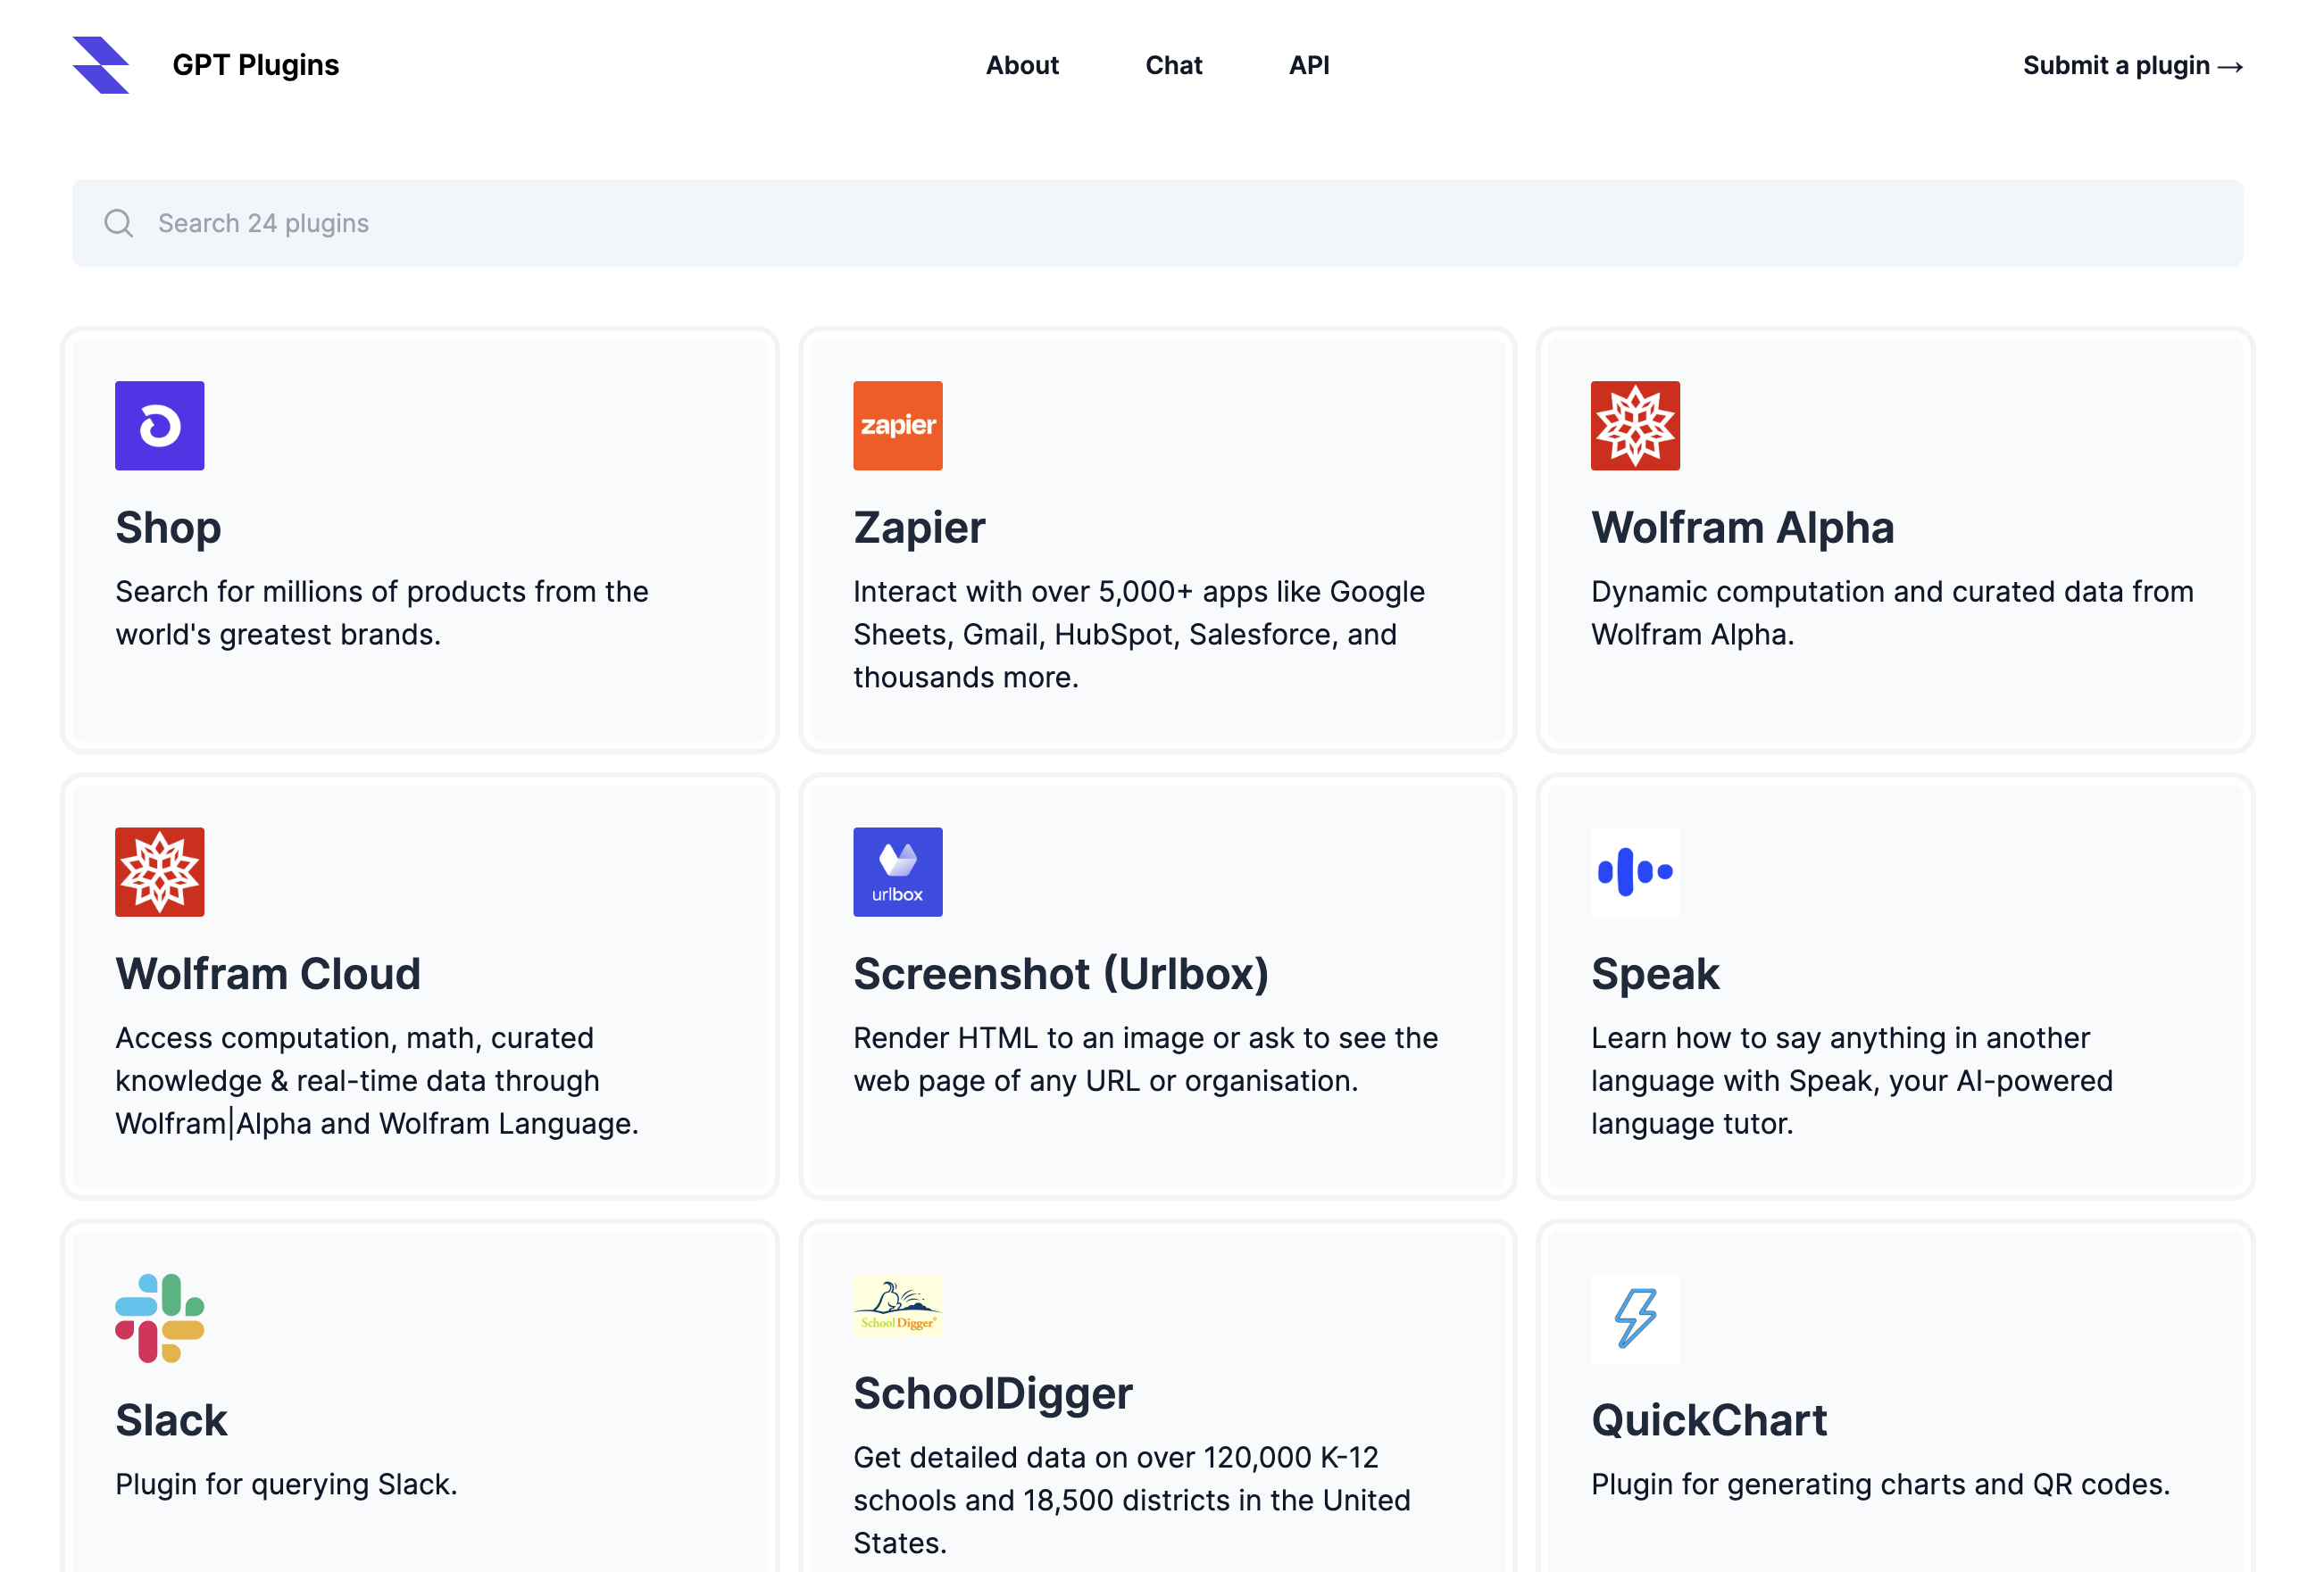 GPT Plugins
About
Chat
API
Submit a plugin →
Search 24 plugins
zapier
Shop
Search for millions of products from the
world's greatest brands.
Zapier
Interact with over 5,000+ apps like Google
Sheets, Gmail, HubSpot, Salesforce, and
thousands more.
Wolfram Alpha
Dynamic computation and curated data from
Wolfram Alpha.
urlbox
Wolfram Cloud
Access computation, math, curated
knowledge & real-time data through
Wolfram|Alpha and Wolfram Language.
Screenshot (Urlbox)
Render HTML to an image or ask to see the
web page of any URL or organisation.
Speak
Learn how to say anything in another
language with Speak, your AI-powered
language tutor.
Slack
Plugin for querying Slack.
School Digger®
SchoolDigger
Get detailed data on over 120,000 K-12
schools and 18,500 districts in the United
States.
QuickChart
Plugin for generating charts and QR codes.